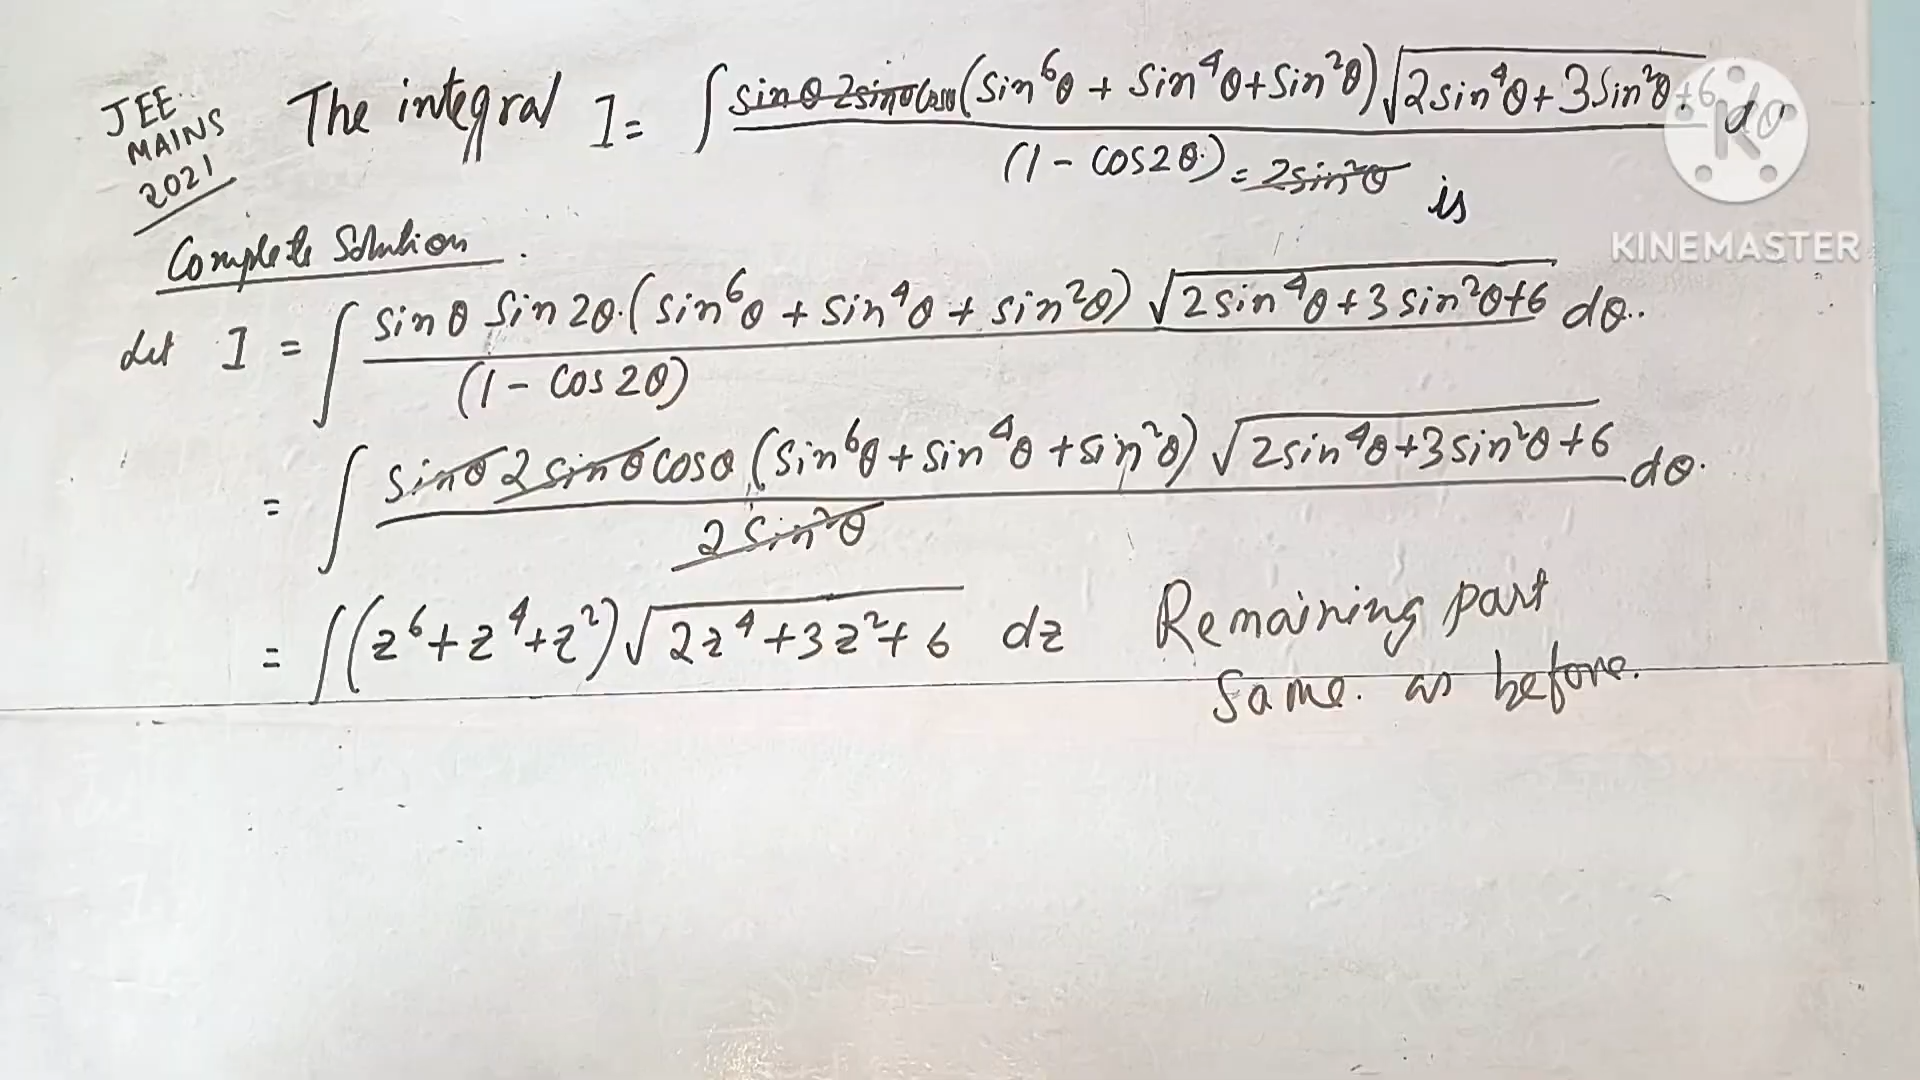 JEE
MAINS
2021
The integral I = ∫ sinθ 2sinθcosθ (sin⁶θ + sin⁴θ + sin²θ) √2sin⁴θ + 3sin²θ + 6 dθ
(1 - cos2θ) = 2sin²θ is
KINEMASTER
Complete Solution.
Let I = ∫ sinθ sin2θ.(sin⁶θ + sin⁴θ + sin²θ) √2sin⁴θ + 3sin²θ + 6 dθ..
(1 - cos2θ)
= ∫ sinθ 2sinθ cosθ (sin⁶θ + sin⁴θ + sin²θ) √2sin⁴θ + 3sin²θ + 6 dθ.
2sin²θ
= ∫(z⁶ + z⁴ + z²) √2z⁴ + 3z² + 6 dz Remaining part
Same. as before.